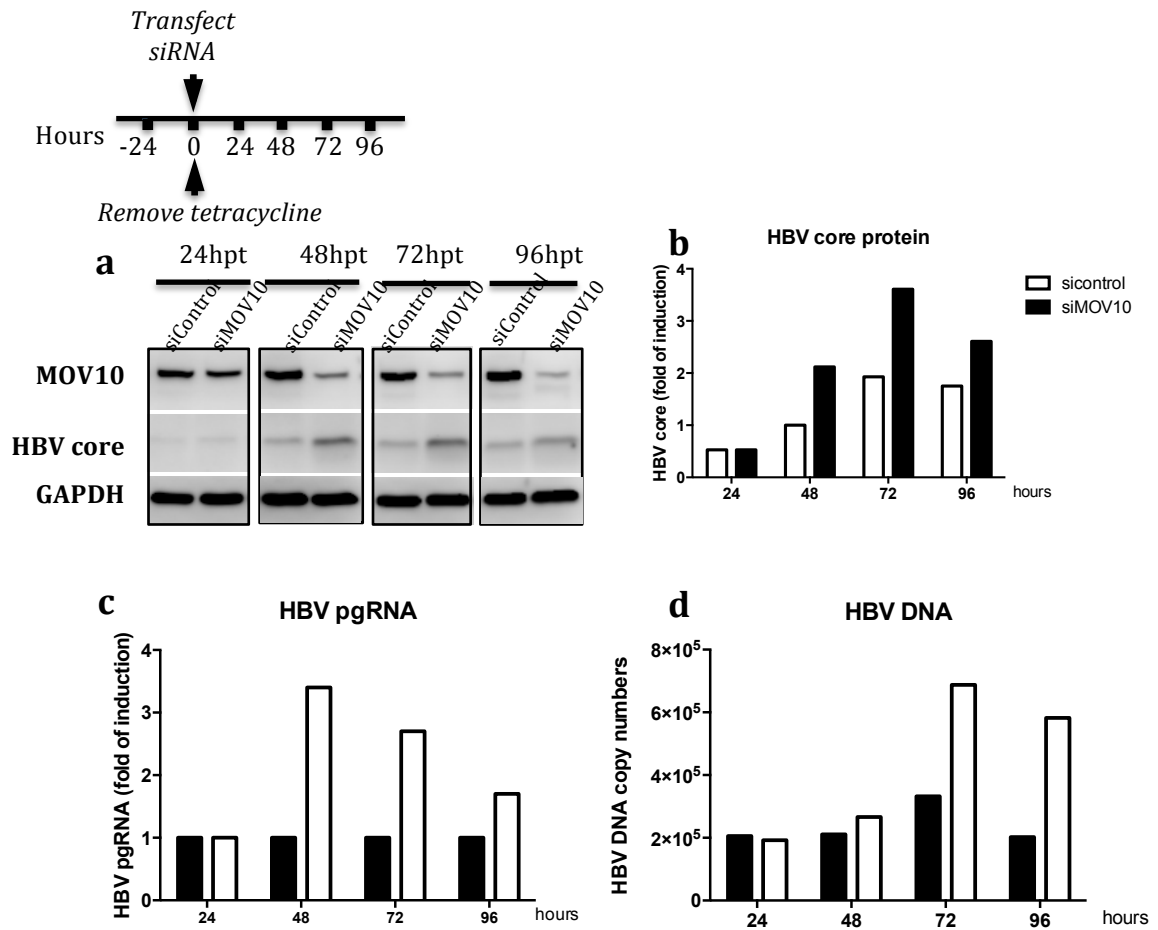 Transfect
siRNA
Hours
-24 0 24 48 72 96
Remove tetracycline
a
24hpt 48hpt 72hpt 96hpt
siControl siMOV10 siControl siMOV10 siControl siMOV10 siControl siMOV10
MOV10
HBV core
GAPDH
b
HBV core protein
HBV core (fold of induction)
4
3
2
1
0
24 48 72 96 hours
sicontrol
siMOV10
c
HBV pgRNA
HBV pgRNA (fold of induction)
4
3
2
1
0
24 48 72 96 hours
d
HBV DNA
HBV DNA copy numbers
8×10⁵
6×10⁵
4×10⁵
2×10⁵
0
24 48 72 96 hours